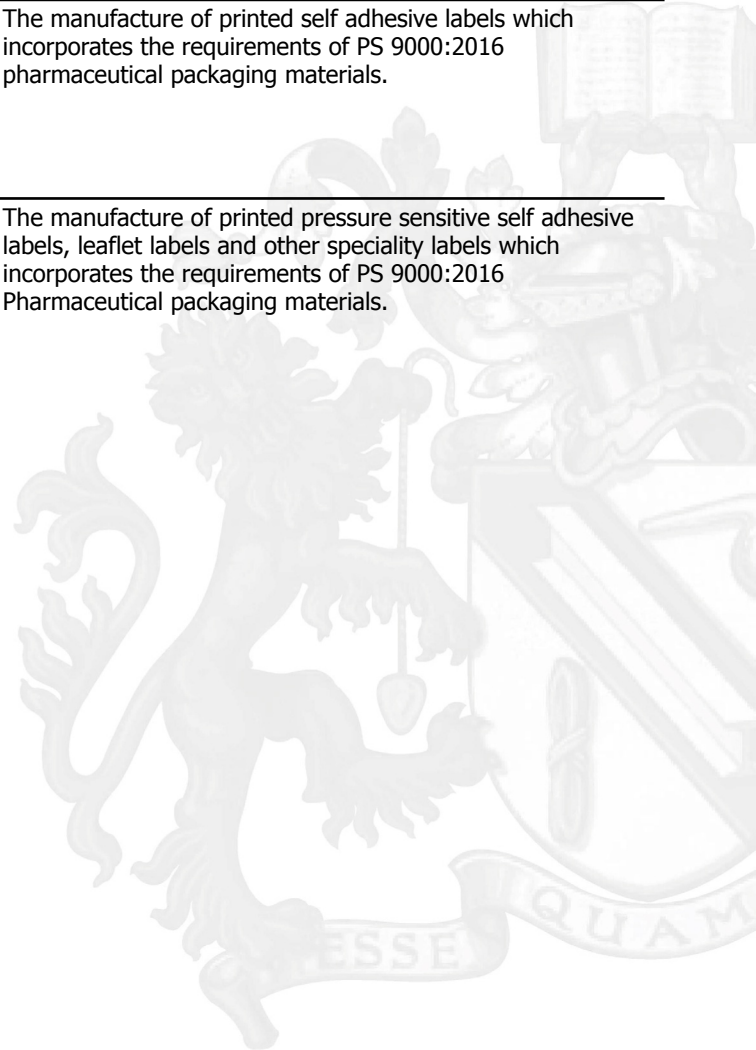 The manufacture of printed self adhesive labels which
incorporates the requirements of PS 9000:2016
pharmaceutical packaging materials.
The manufacture of printed pressure sensitive self adhesive
labels, leaflet labels and other speciality labels which
incorporates the requirements of PS 9000:2016
Pharmaceutical packaging materials.
ESSE QUAM